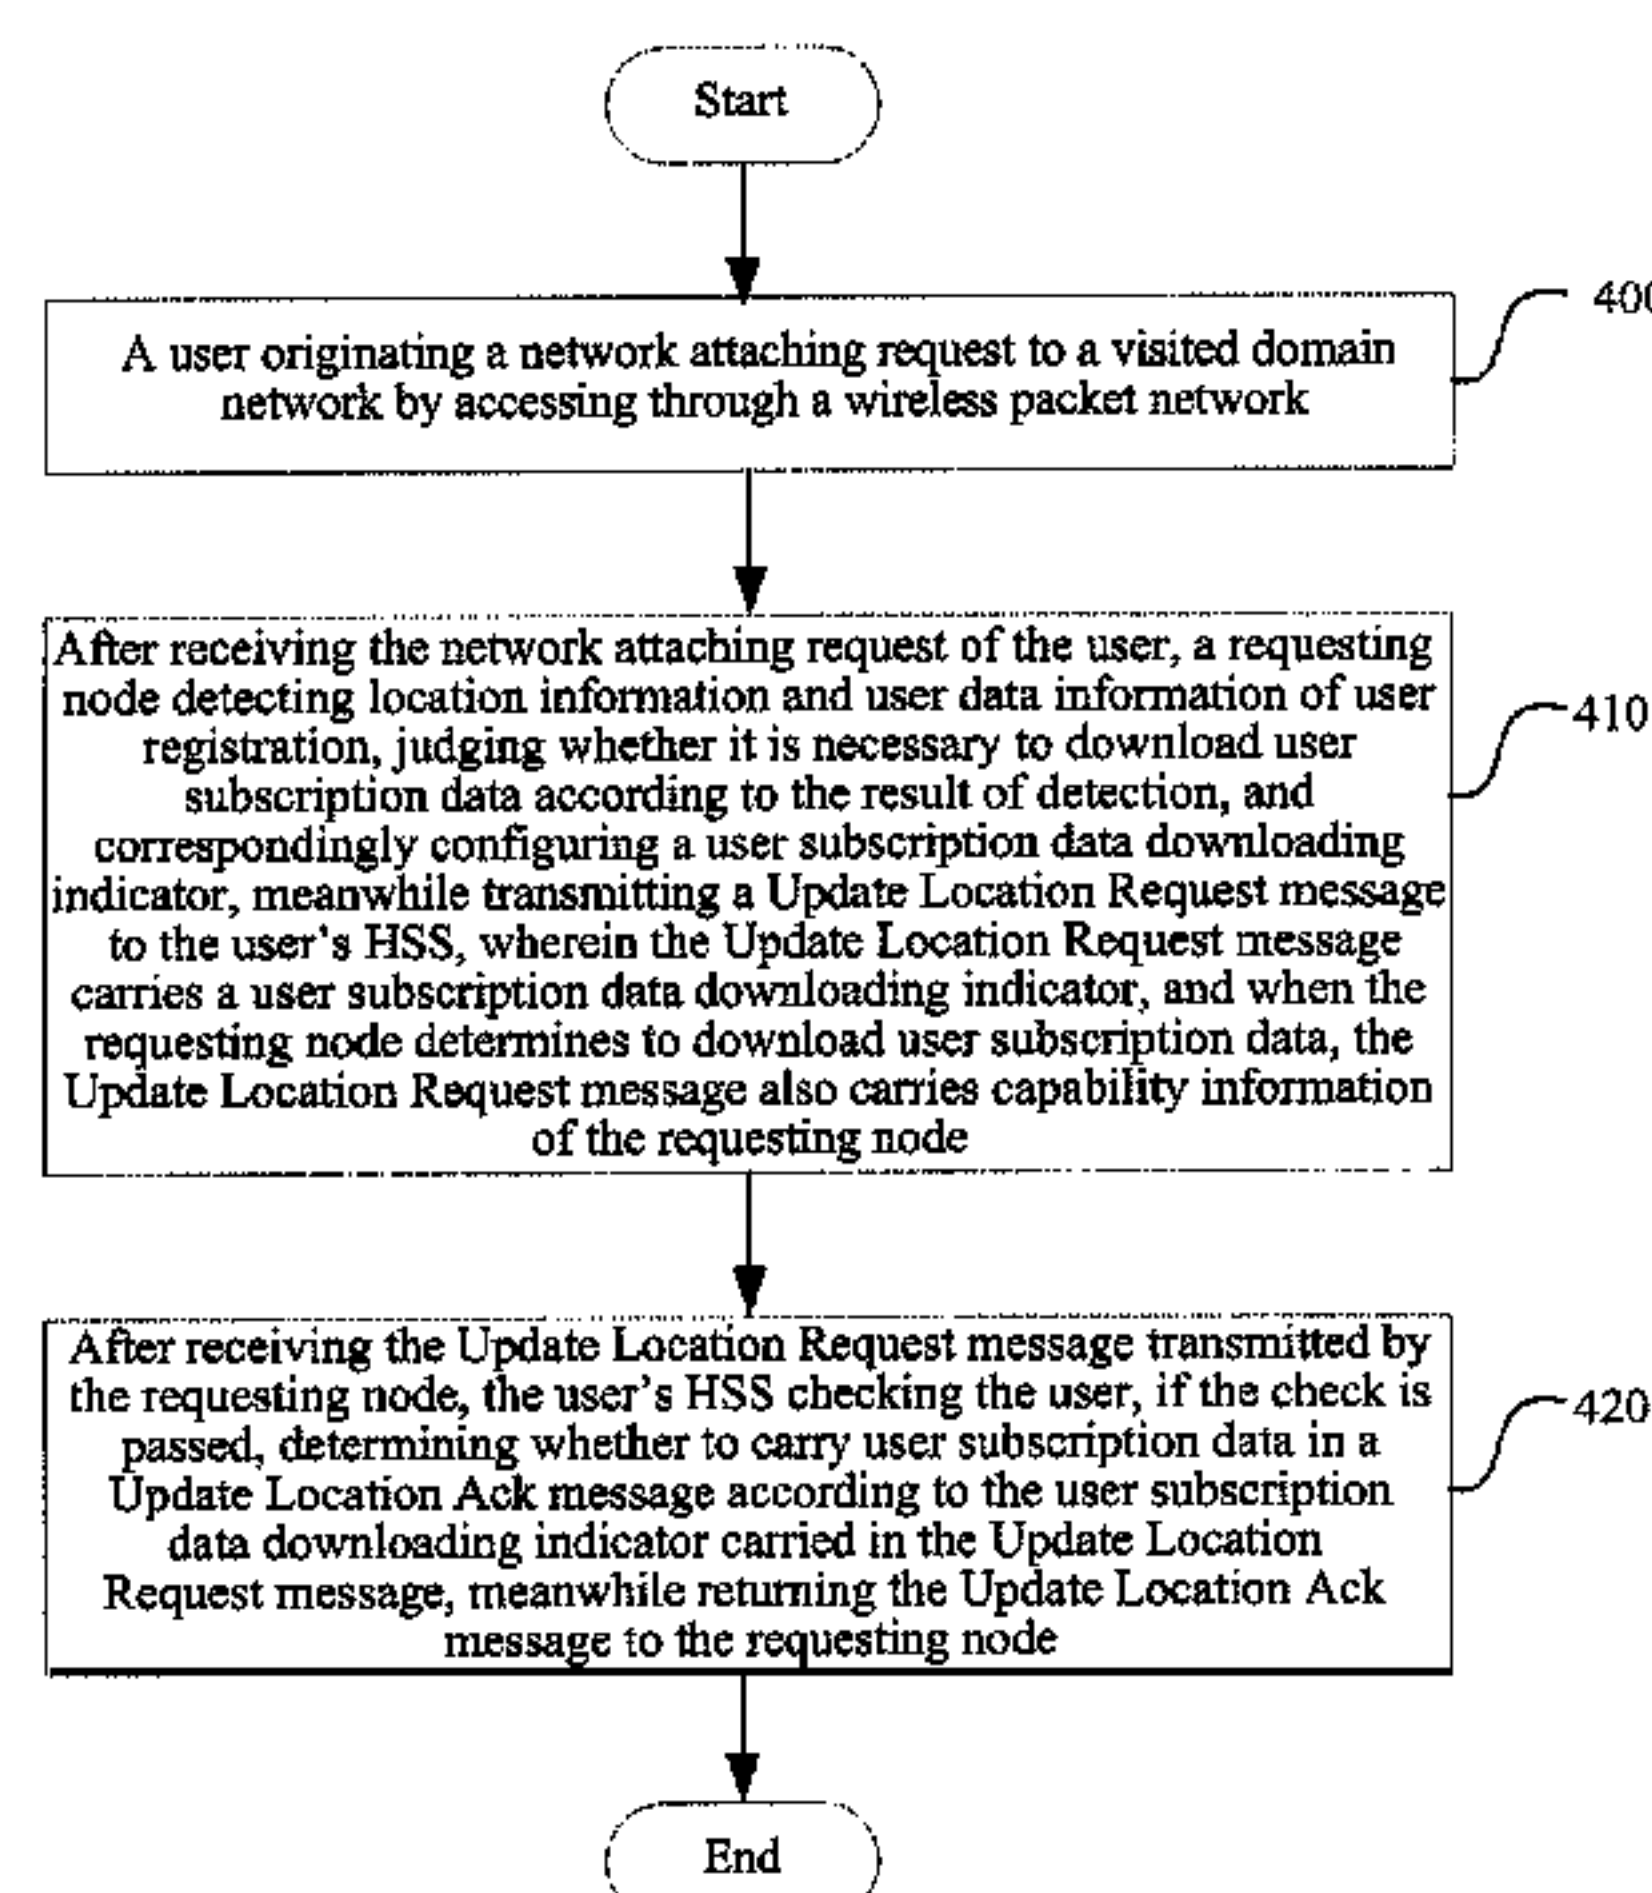 Start
A user originating a network attaching request to a visited domain
network by accessing through a wireless packet network
400
After receiving the network attaching request of the user, a requesting
node detecting location information and user data information of user
registration, judging whether it is necessary to download user
subscription data according to the result of detection, and
correspondingly configuring a user subscription data downloading
indicator, meanwhile transmitting a Update Location Request message
to the user's HSS, wherein the Update Location Request message
carries a user subscription data downloading indicator, and when the
requesting node determines to download user subscription data, the
Update Location Request message also carries capability information
of the requesting node
410
After receiving the Update Location Request message transmitted by
the requesting node, the user's HSS checking the user, if the check is
passed, determining whether to carry user subscription data in a
Update Location Ack message according to the user subscription
data downloading indicator carried in the Update Location
Request message, meanwhile returning the Update Location Ack
message to the requesting node
420
End